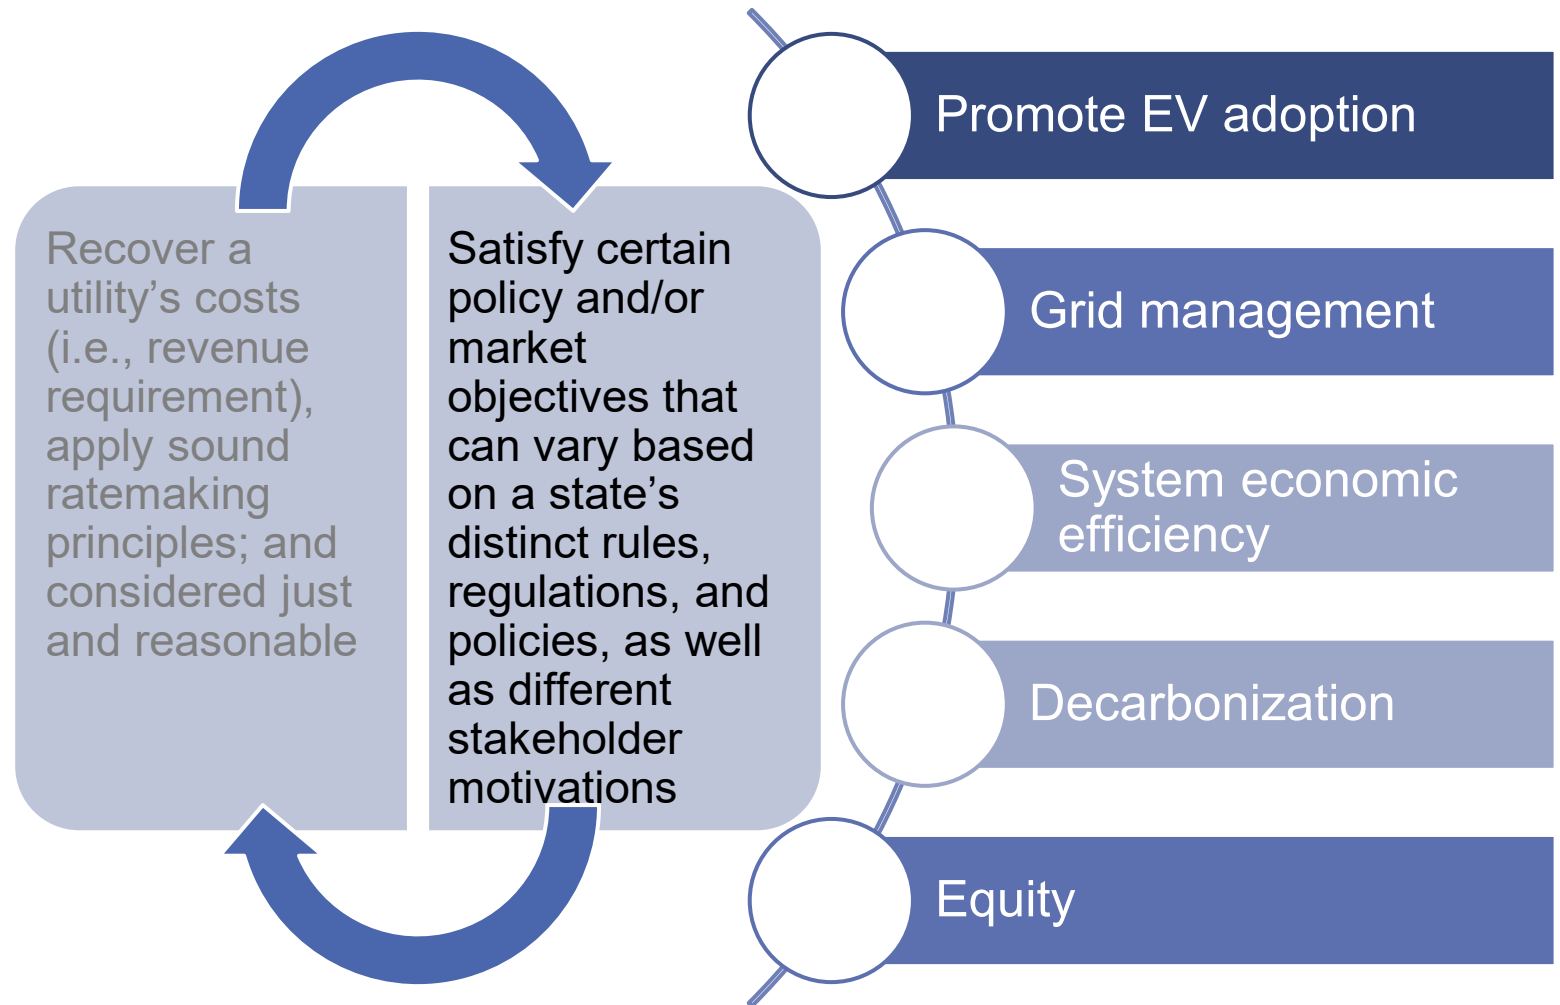 Recover a
utility’s costs
(i.e., revenue
requirement),
apply sound
ratemaking
principles; and
considered just
and reasonable
Satisfy certain
policy and/or
market
objectives that
can vary based
on a state’s
distinct rules,
regulations, and
policies, as well
as different
stakeholder
motivations
Promote EV adoption
Grid management
System economic
efficiency
Decarbonization
Equity